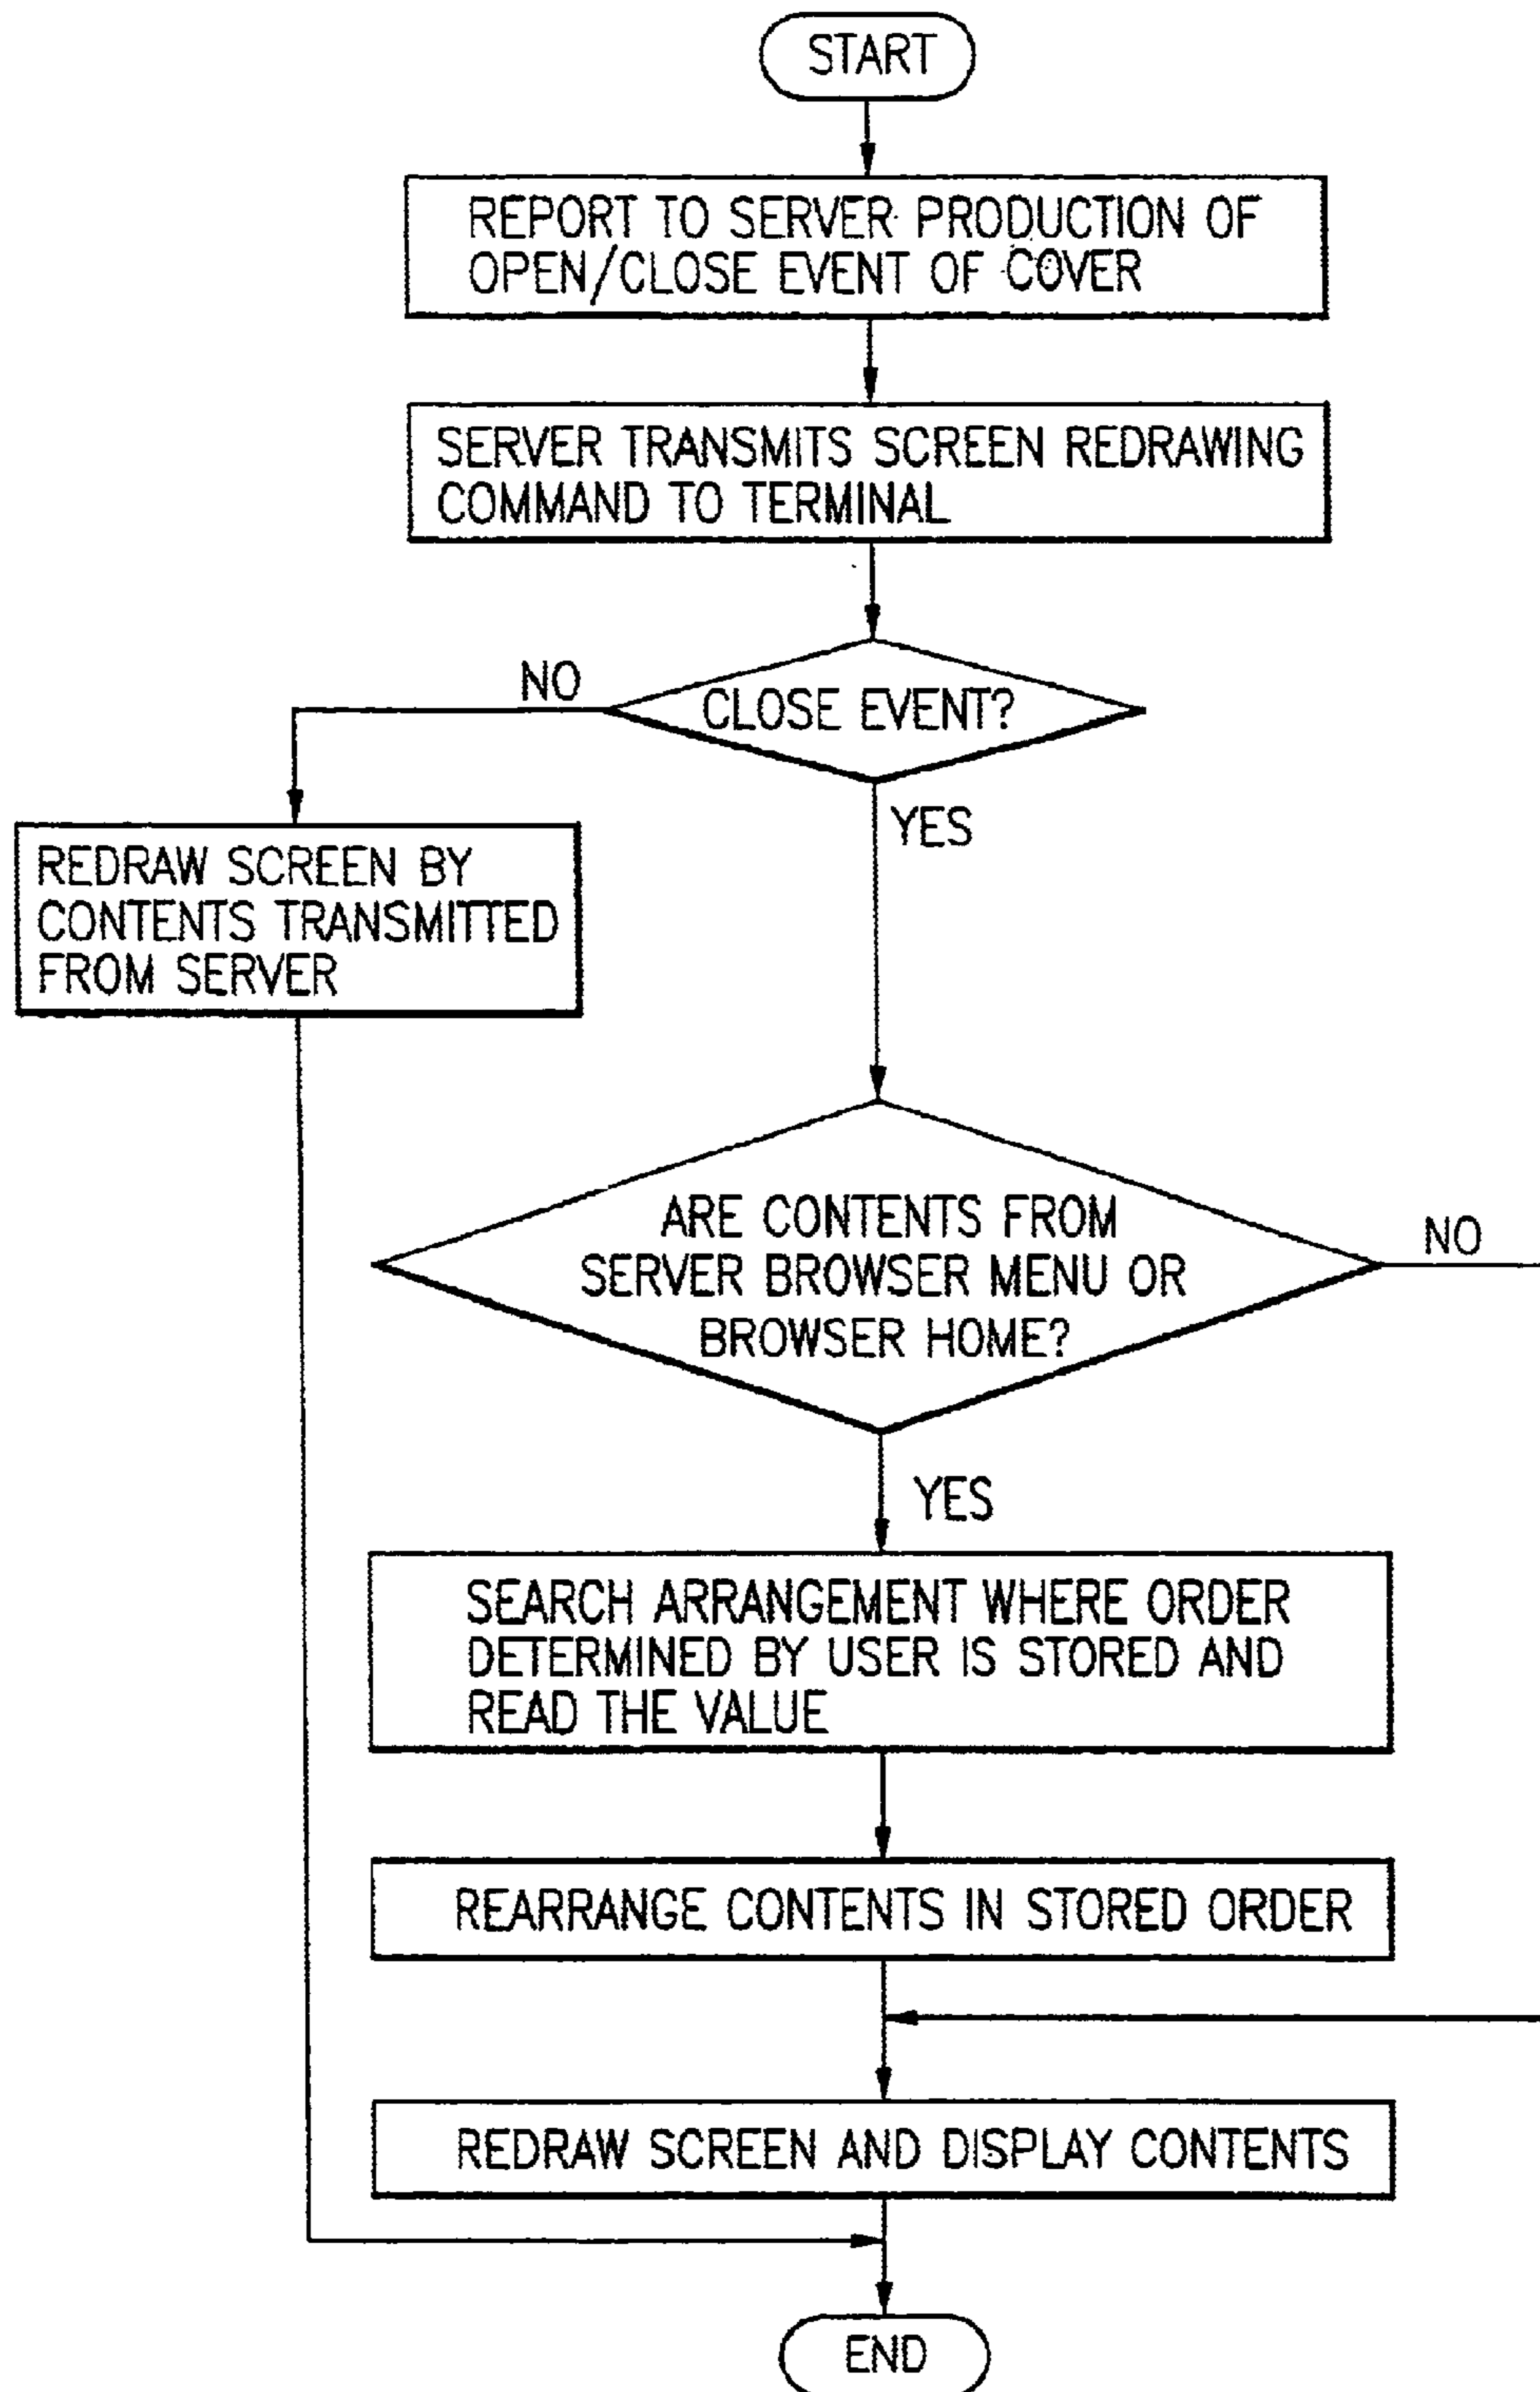 START
REPORT TO SERVER PRODUCTION OF
OPEN/CLOSE EVENT OF COVER
SERVER TRANSMITS SCREEN REDRAWING
COMMAND TO TERMINAL
CLOSE EVENT?
NO
YES
REDRAW SCREEN BY
CONTENTS TRANSMITTED
FROM SERVER
ARE CONTENTS FROM
SERVER BROWSER MENU OR
BROWSER HOME?
NO
YES
SEARCH ARRANGEMENT WHERE ORDER
DETERMINED BY USER IS STORED AND
READ THE VALUE
REARRANGE CONTENTS IN STORED ORDER
REDRAW SCREEN AND DISPLAY CONTENTS
END